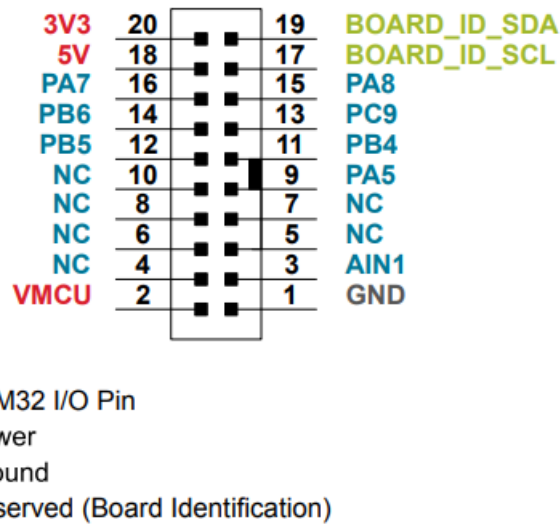 3V3 20 19 BOARD_ID_SDA
5V 18 17 BOARD_ID_SCL
PA7 16 15 PA8
PB6 14 13 PC9
PB5 12 11 PB4
NC 10 9 PA5
NC 8 7 NC
NC 6 5 NC
NC 4 3 AIN1
VMCU 2 1 GND
M32 I/O Pin
wer
ound
served (Board Identification)